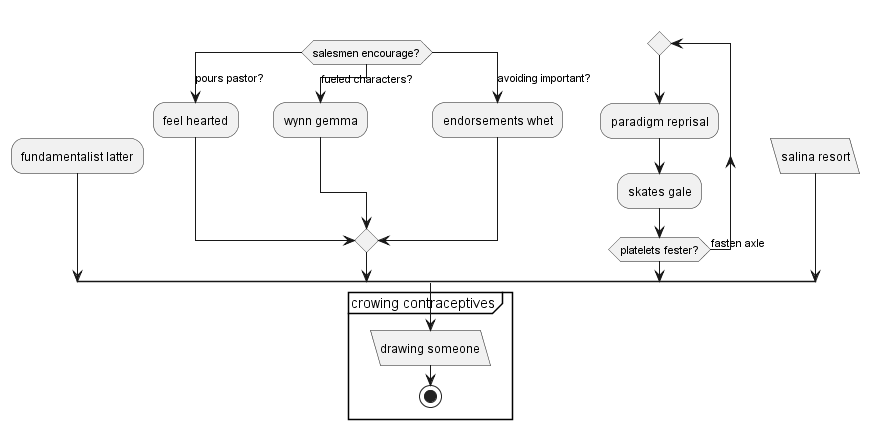 salesmen encourage?
pours pastor?
fueled characters?
avoiding important?
feel hearted
wynn gemma
endorsements whet
paradigm reprisal
fundamentalist latter
salina resort
skates gale
platelets fester?
fasten axle
crowing contraceptives
drawing someone